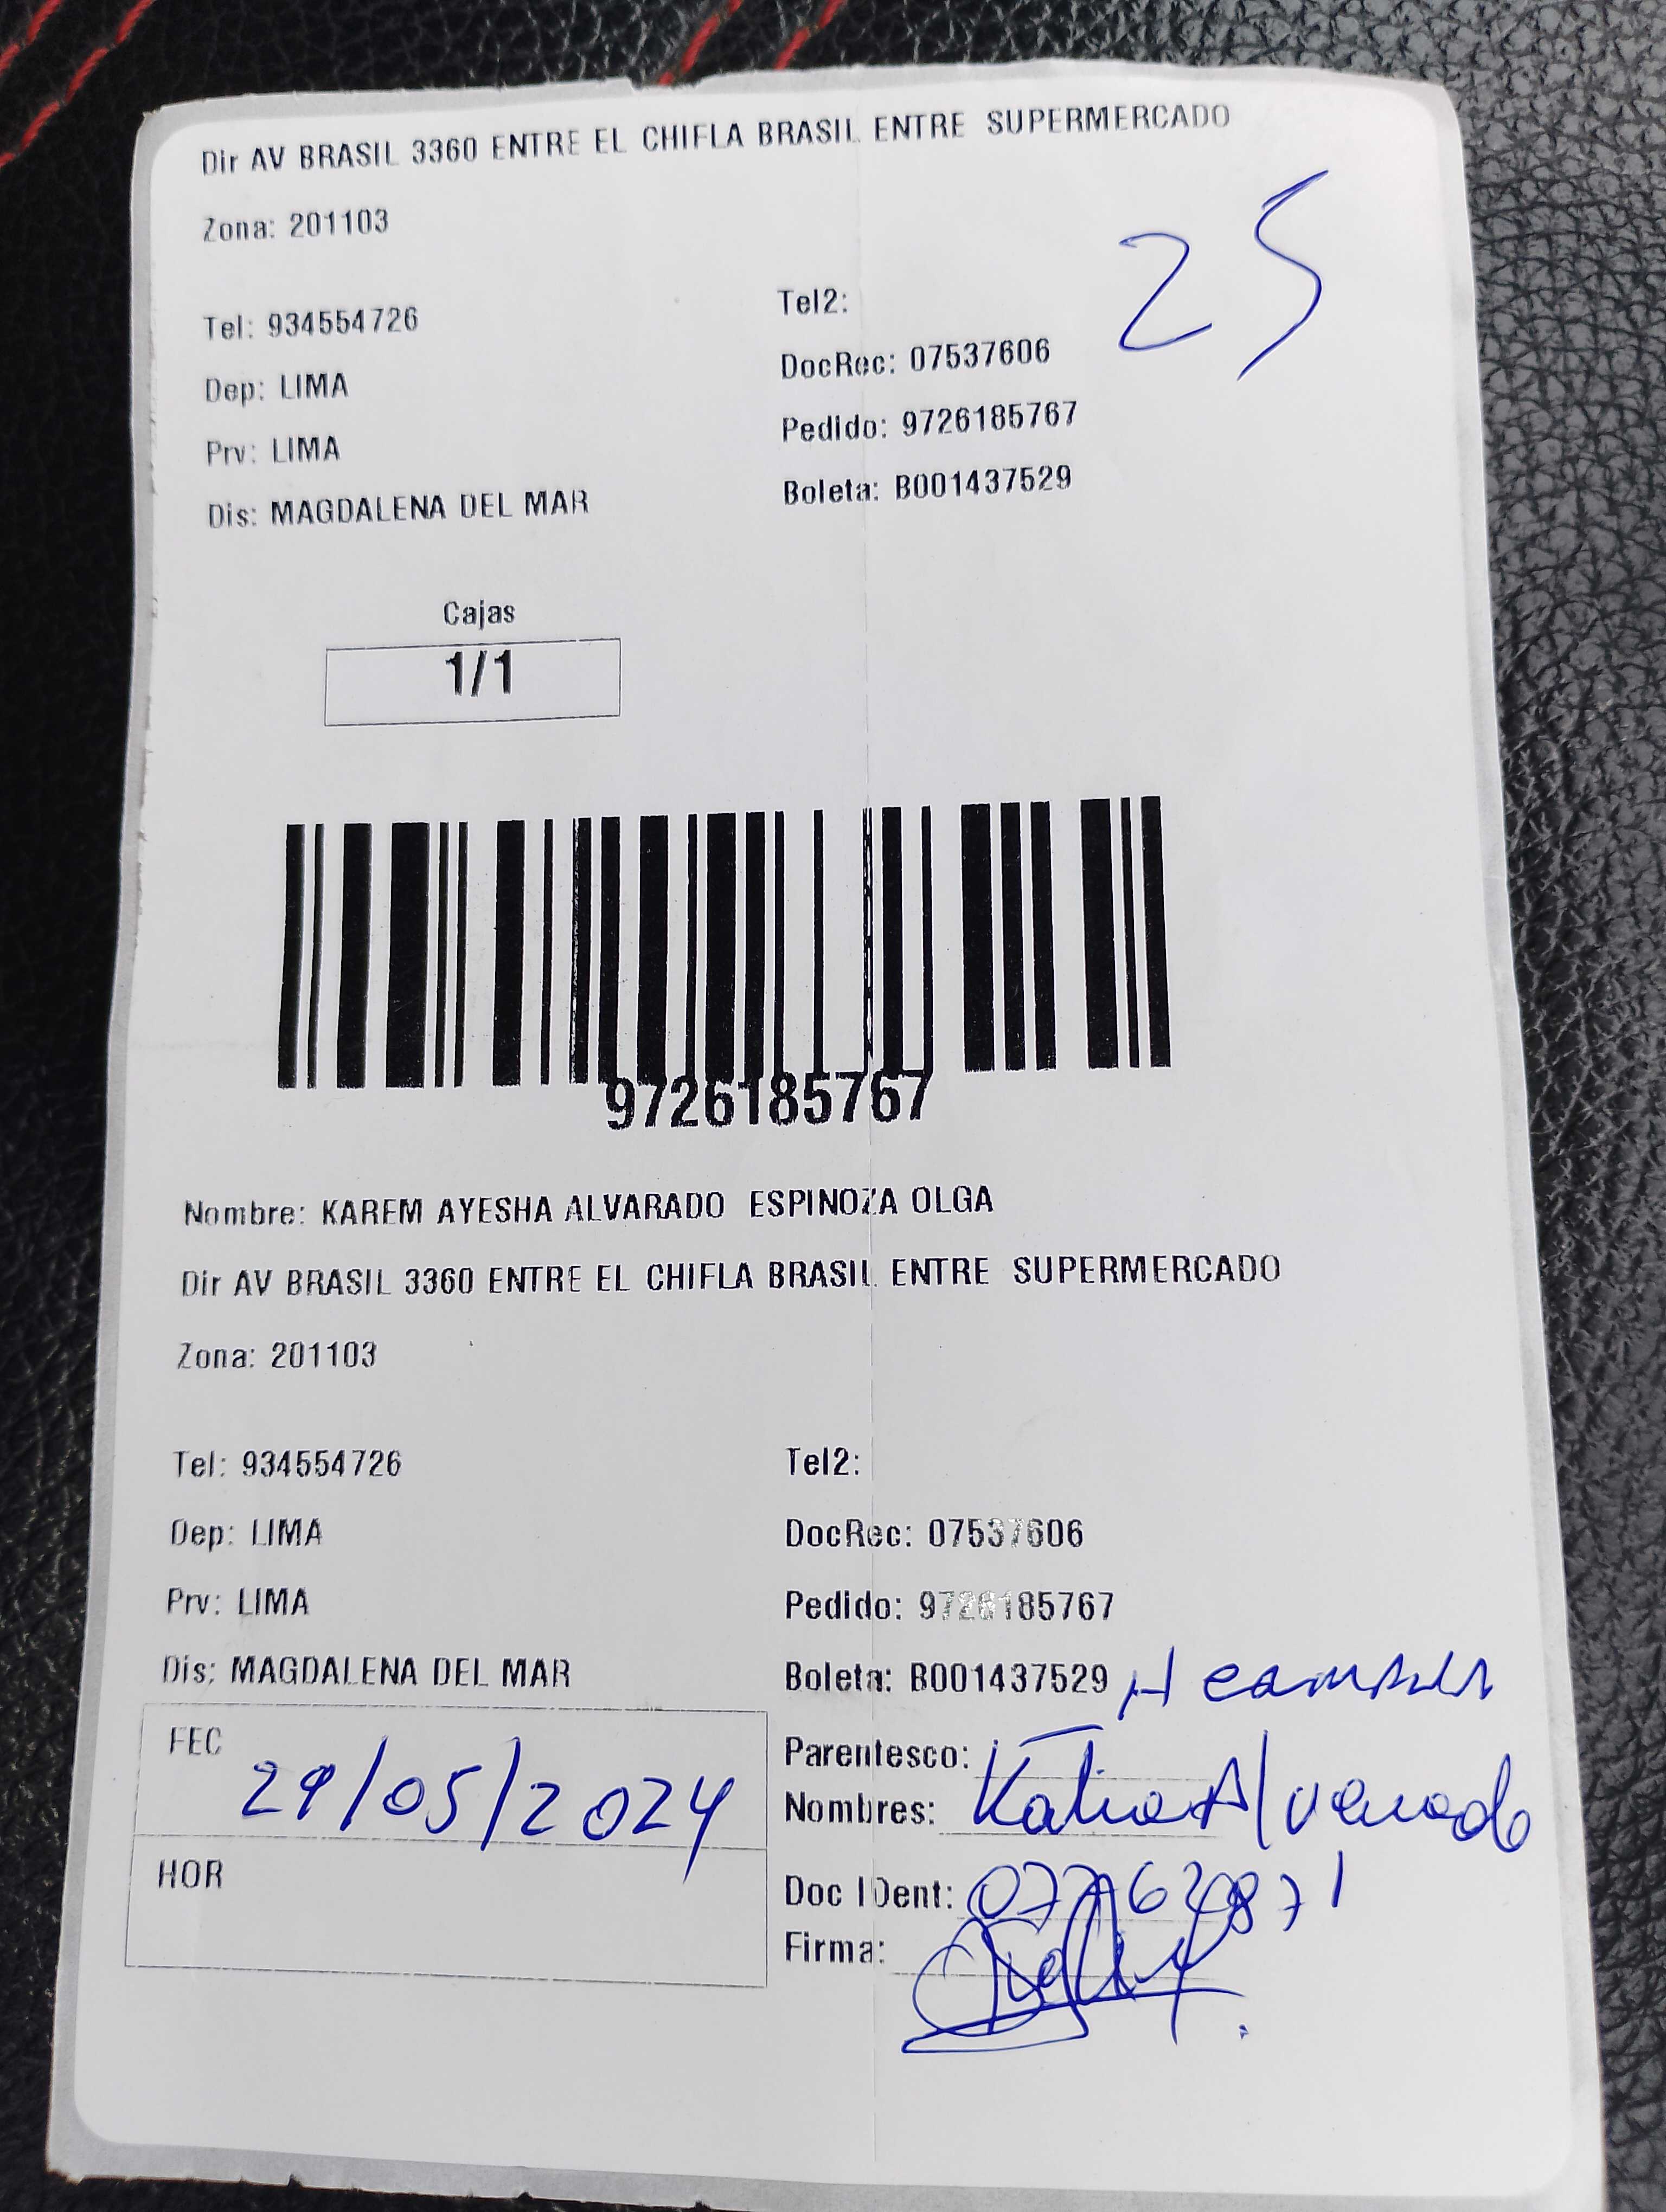 Dir AV BRASIL 3360 ENTRE EL CHIFLA BRASIL ENTRE SUPERMERCADO
Zona: 201103
25
Tel: 934554726
Tel2:
Dep: LIMA
DocRec: 07537606
Prv: LIMA
Pedido: 9726185767
Dis: MAGDALENA DEL MAR
Boleta: B001437529
Cajas
1/1
9726185767
Nombre: KAREM AYESHA ALVARADO ESPINOZA OLGA
Dir AV BRASIL 3360 ENTRE EL CHIFLA BRASIL ENTRE SUPERMERCADO
Zona: 201103
Tel: 934554726
Tel2:
Dep: LIMA
DocRec: 07537606
Prv: LIMA
Pedido: 9726185767
Dis: MAGDALENA DEL MAR
Boleta: B001437529
FEC 29/05/2024
Parentesco:
Nombres: Katia Alvarado
HOR
Doc IDent:
Firma: